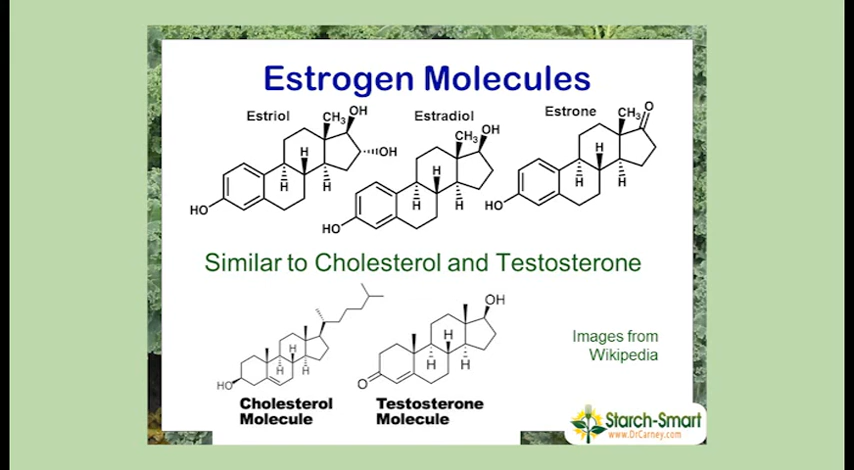 Estrogen Molecules
Estriol
Estradiol
Estrone
CH₃
OH
OH
H
H
H
HO
CH₃
OH
H
H
H
HO
CH₃
O
H
H
H
HO
Similar to Cholesterol and Testosterone
H
H
H
HO
OH
H
H
H
O
Images from
Wikipedia
Cholesterol
Molecule
Testosterone
Molecule
Starch-Smart
www.DrCarney.com